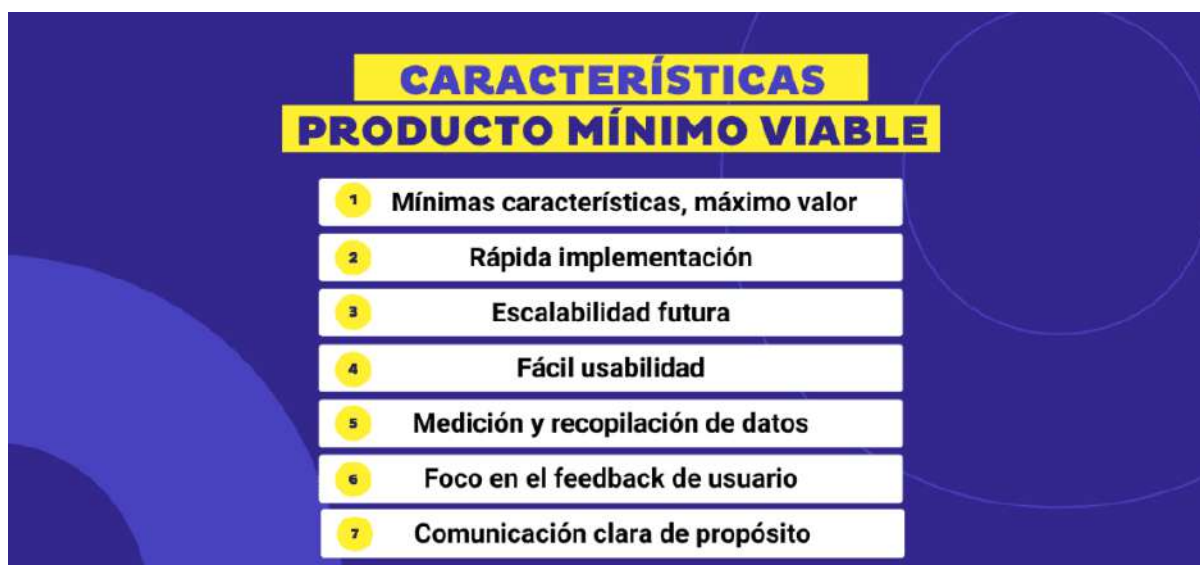 CARACTERÍSTICAS
PRODUCTO MÍNIMO VIABLE
1 Mínimas características, máximo valor
2 Rápida implementación
3 Escalabilidad futura
4 Fácil usabilidad
5 Medición y recopilación de datos
6 Foco en el feedback de usuario
7 Comunicación clara de propósito